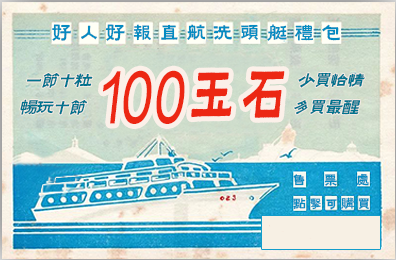 好人好報直航洗頭艇禮包
一節十粒
暢玩十節
100玉石
少買怡情
多買最醒
023
售票處
點擊可購買